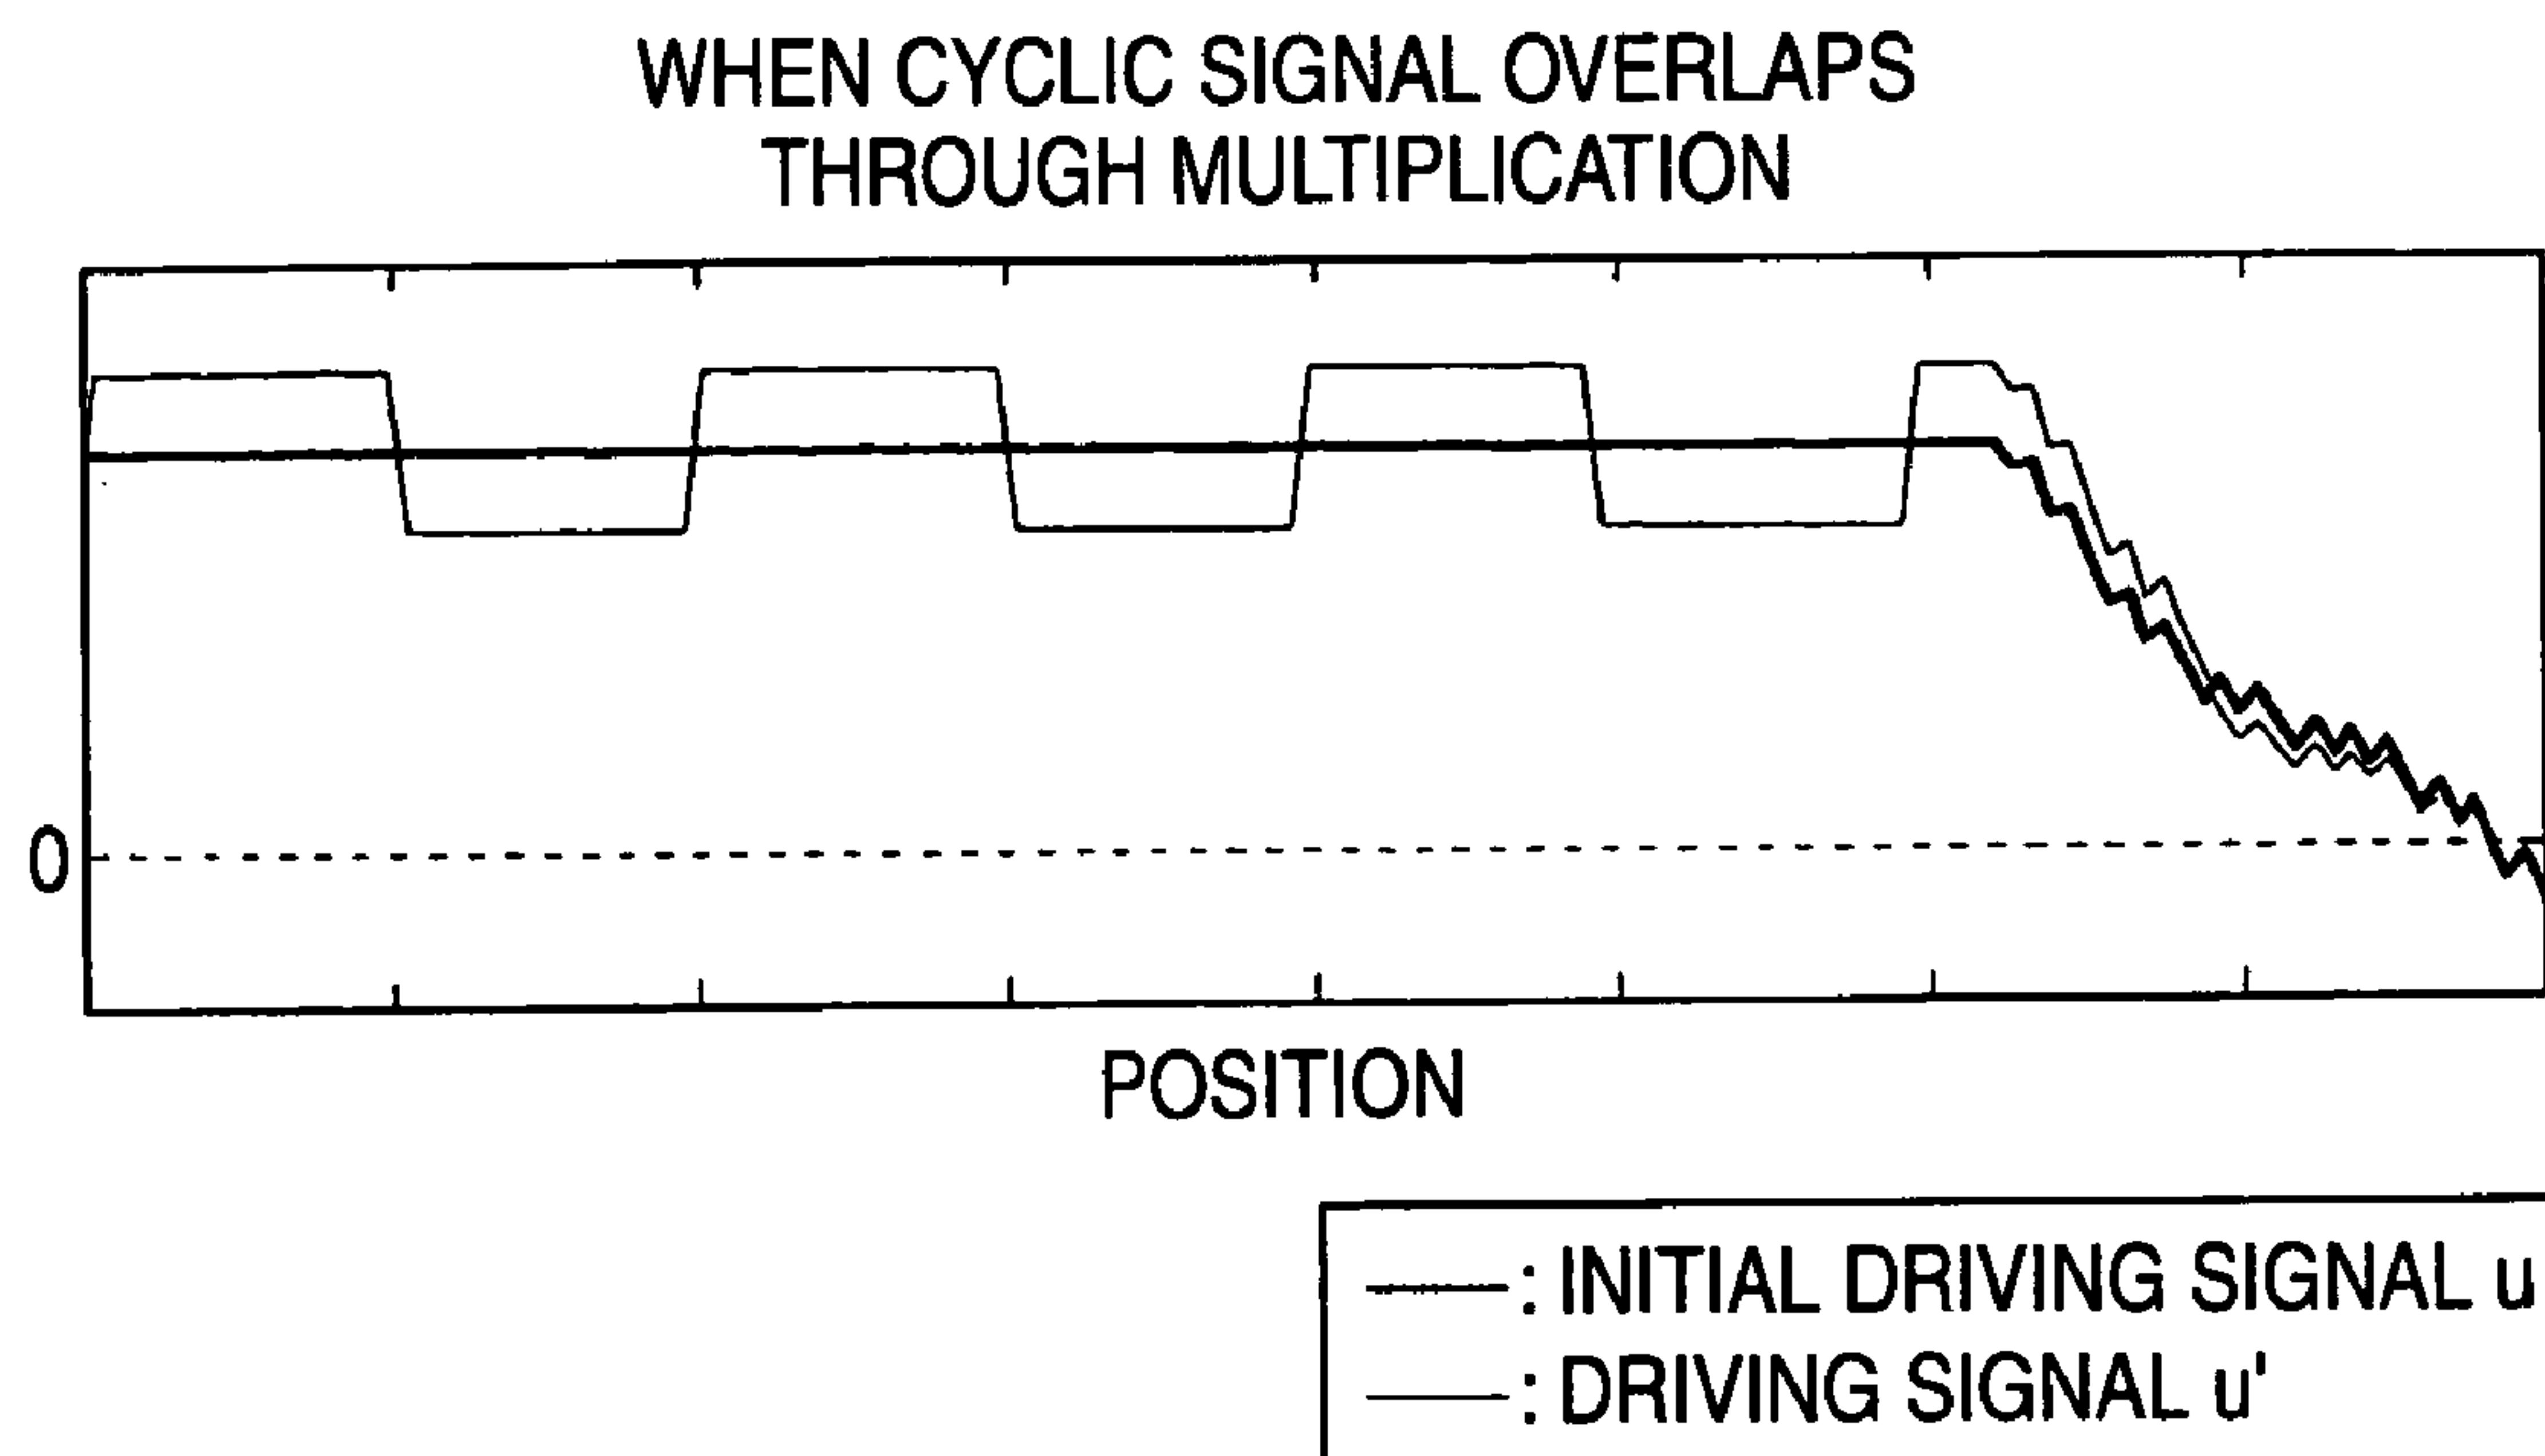 WHEN CYCLIC SIGNAL OVERLAPS
THROUGH MULTIPLICATION
0
POSITION
: INITIAL DRIVING SIGNAL u
: DRIVING SIGNAL u'